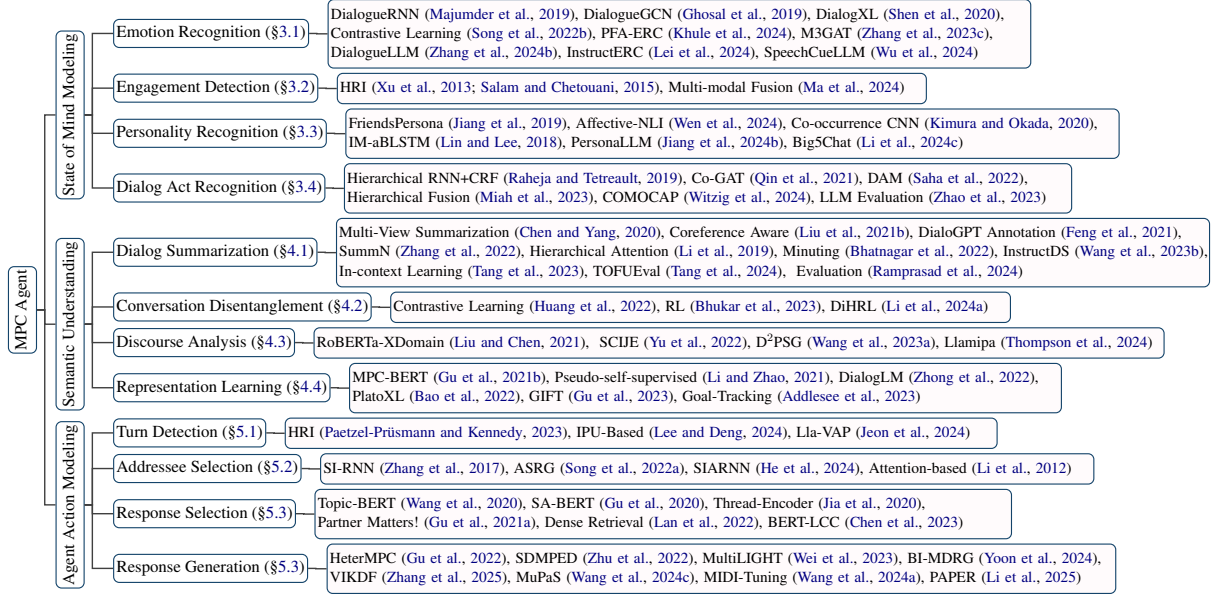 MPC Agent
State of Mind Modeling
Emotion Recognition (§3.1)
DialogueRNN (Majumder et al., 2019), DialogueGCN (Ghosal et al., 2019), DialogXL (Shen et al., 2020),
Contrastive Learning (Song et al., 2022b), PFA-ERC (Khule et al., 2024), M3GAT (Zhang et al., 2023c),
DialogueLLM (Zhang et al., 2024b), InstructERC (Lei et al., 2024), SpeechCueLLM (Wu et al., 2024)
Engagement Detection (§3.2)
HRI (Xu et al., 2013; Salam and Chetouani, 2015), Multi-modal Fusion (Ma et al., 2024)
Personality Recognition (§3.3)
FriendsPersona (Jiang et al., 2019), Affective-NLI (Wen et al., 2024), Co-occurrence CNN (Kimura and Okada, 2020),
IM-aBLSTM (Lin and Lee, 2018), PersonaLLM (Jiang et al., 2024b), Big5Chat (Li et al., 2024c)
Dialog Act Recognition (§3.4)
Hierarchical RNN+CRF (Raheja and Tetreault, 2019), Co-GAT (Qin et al., 2021), DAM (Saha et al., 2022),
Hierarchical Fusion (Miah et al., 2023), COMOCAP (Witzig et al., 2024), LLM Evaluation (Zhao et al., 2023)
Semantic Understanding
Dialog Summarization (§4.1)
Multi-View Summarization (Chen and Yang, 2020), Coreference Aware (Liu et al., 2021b), DialoGPT Annotation (Feng et al., 2021),
SummN (Zhang et al., 2022), Hierarchical Attention (Li et al., 2019), Minuting (Bhatnagar et al., 2022), InstructDS (Wang et al., 2023b),
In-context Learning (Tang et al., 2023), TOFUEval (Tang et al., 2024), Evaluation (Ramprasad et al., 2024)
Conversation Disentanglement (§4.2)
Contrastive Learning (Huang et al., 2022), RL (Bhukar et al., 2023), DiHRL (Li et al., 2024a)
Discourse Analysis (§4.3)
RoBERTa-XDomain (Liu and Chen, 2021), SCIJE (Yu et al., 2022), D²PSG (Wang et al., 2023a), Llamipa (Thompson et al., 2024)
Representation Learning (§4.4)
MPC-BERT (Gu et al., 2021b), Pseudo-self-supervised (Li and Zhao, 2021), DialogLM (Zhong et al., 2022),
PlatoXL (Bao et al., 2022), GIFT (Gu et al., 2023), Goal-Tracking (Addlesee et al., 2023)
Agent Action Modeling
Turn Detection (§5.1)
HRI (Paetzel-Prüsmann and Kennedy, 2023), IPU-Based (Lee and Deng, 2024), Lla-VAP (Jeon et al., 2024)
Addressee Selection (§5.2)
SI-RNN (Zhang et al., 2017), ASRG (Song et al., 2022a), SIARNN (He et al., 2024), Attention-based (Li et al., 2012)
Response Selection (§5.3)
Topic-BERT (Wang et al., 2020), SA-BERT (Gu et al., 2020), Thread-Encoder (Jia et al., 2020),
Partner Matters! (Gu et al., 2021a), Dense Retrieval (Lan et al., 2022), BERT-LCC (Chen et al., 2023)
Response Generation (§5.3)
HeterMPC (Gu et al., 2022), SDMPED (Zhu et al., 2022), MultiLIGHT (Wei et al., 2023), BI-MDRG (Yoon et al., 2024),
VIKDF (Zhang et al., 2025), MuPaS (Wang et al., 2024c), MIDI-Tuning (Wang et al., 2024a), PAPER (Li et al., 2025)